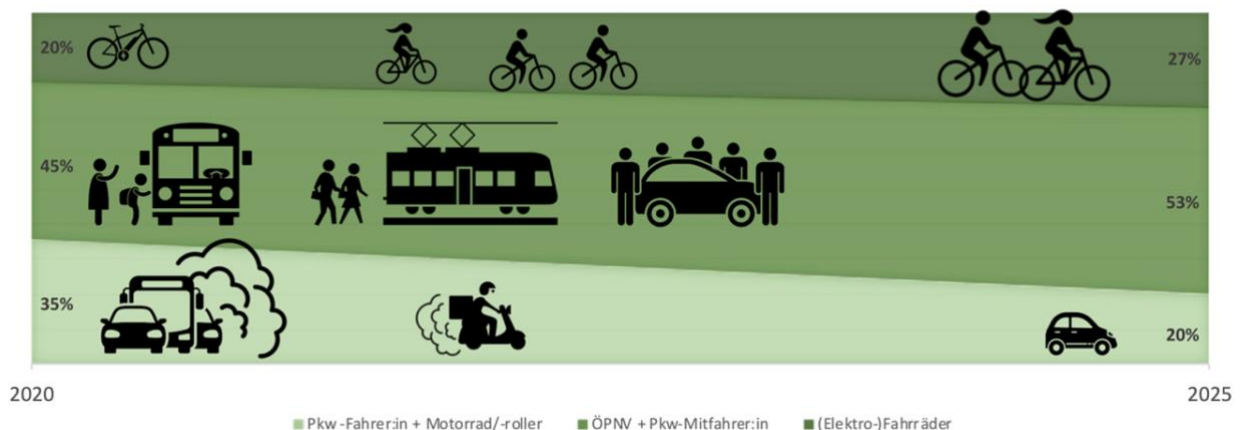 20%
27%
45%
53%
35%
20%
2020
2025
Pkw-Fahrer:in + Motorrad/-roller
ÖPNV + Pkw-Mitfahrer:in
(Elektro-)Fahrräder